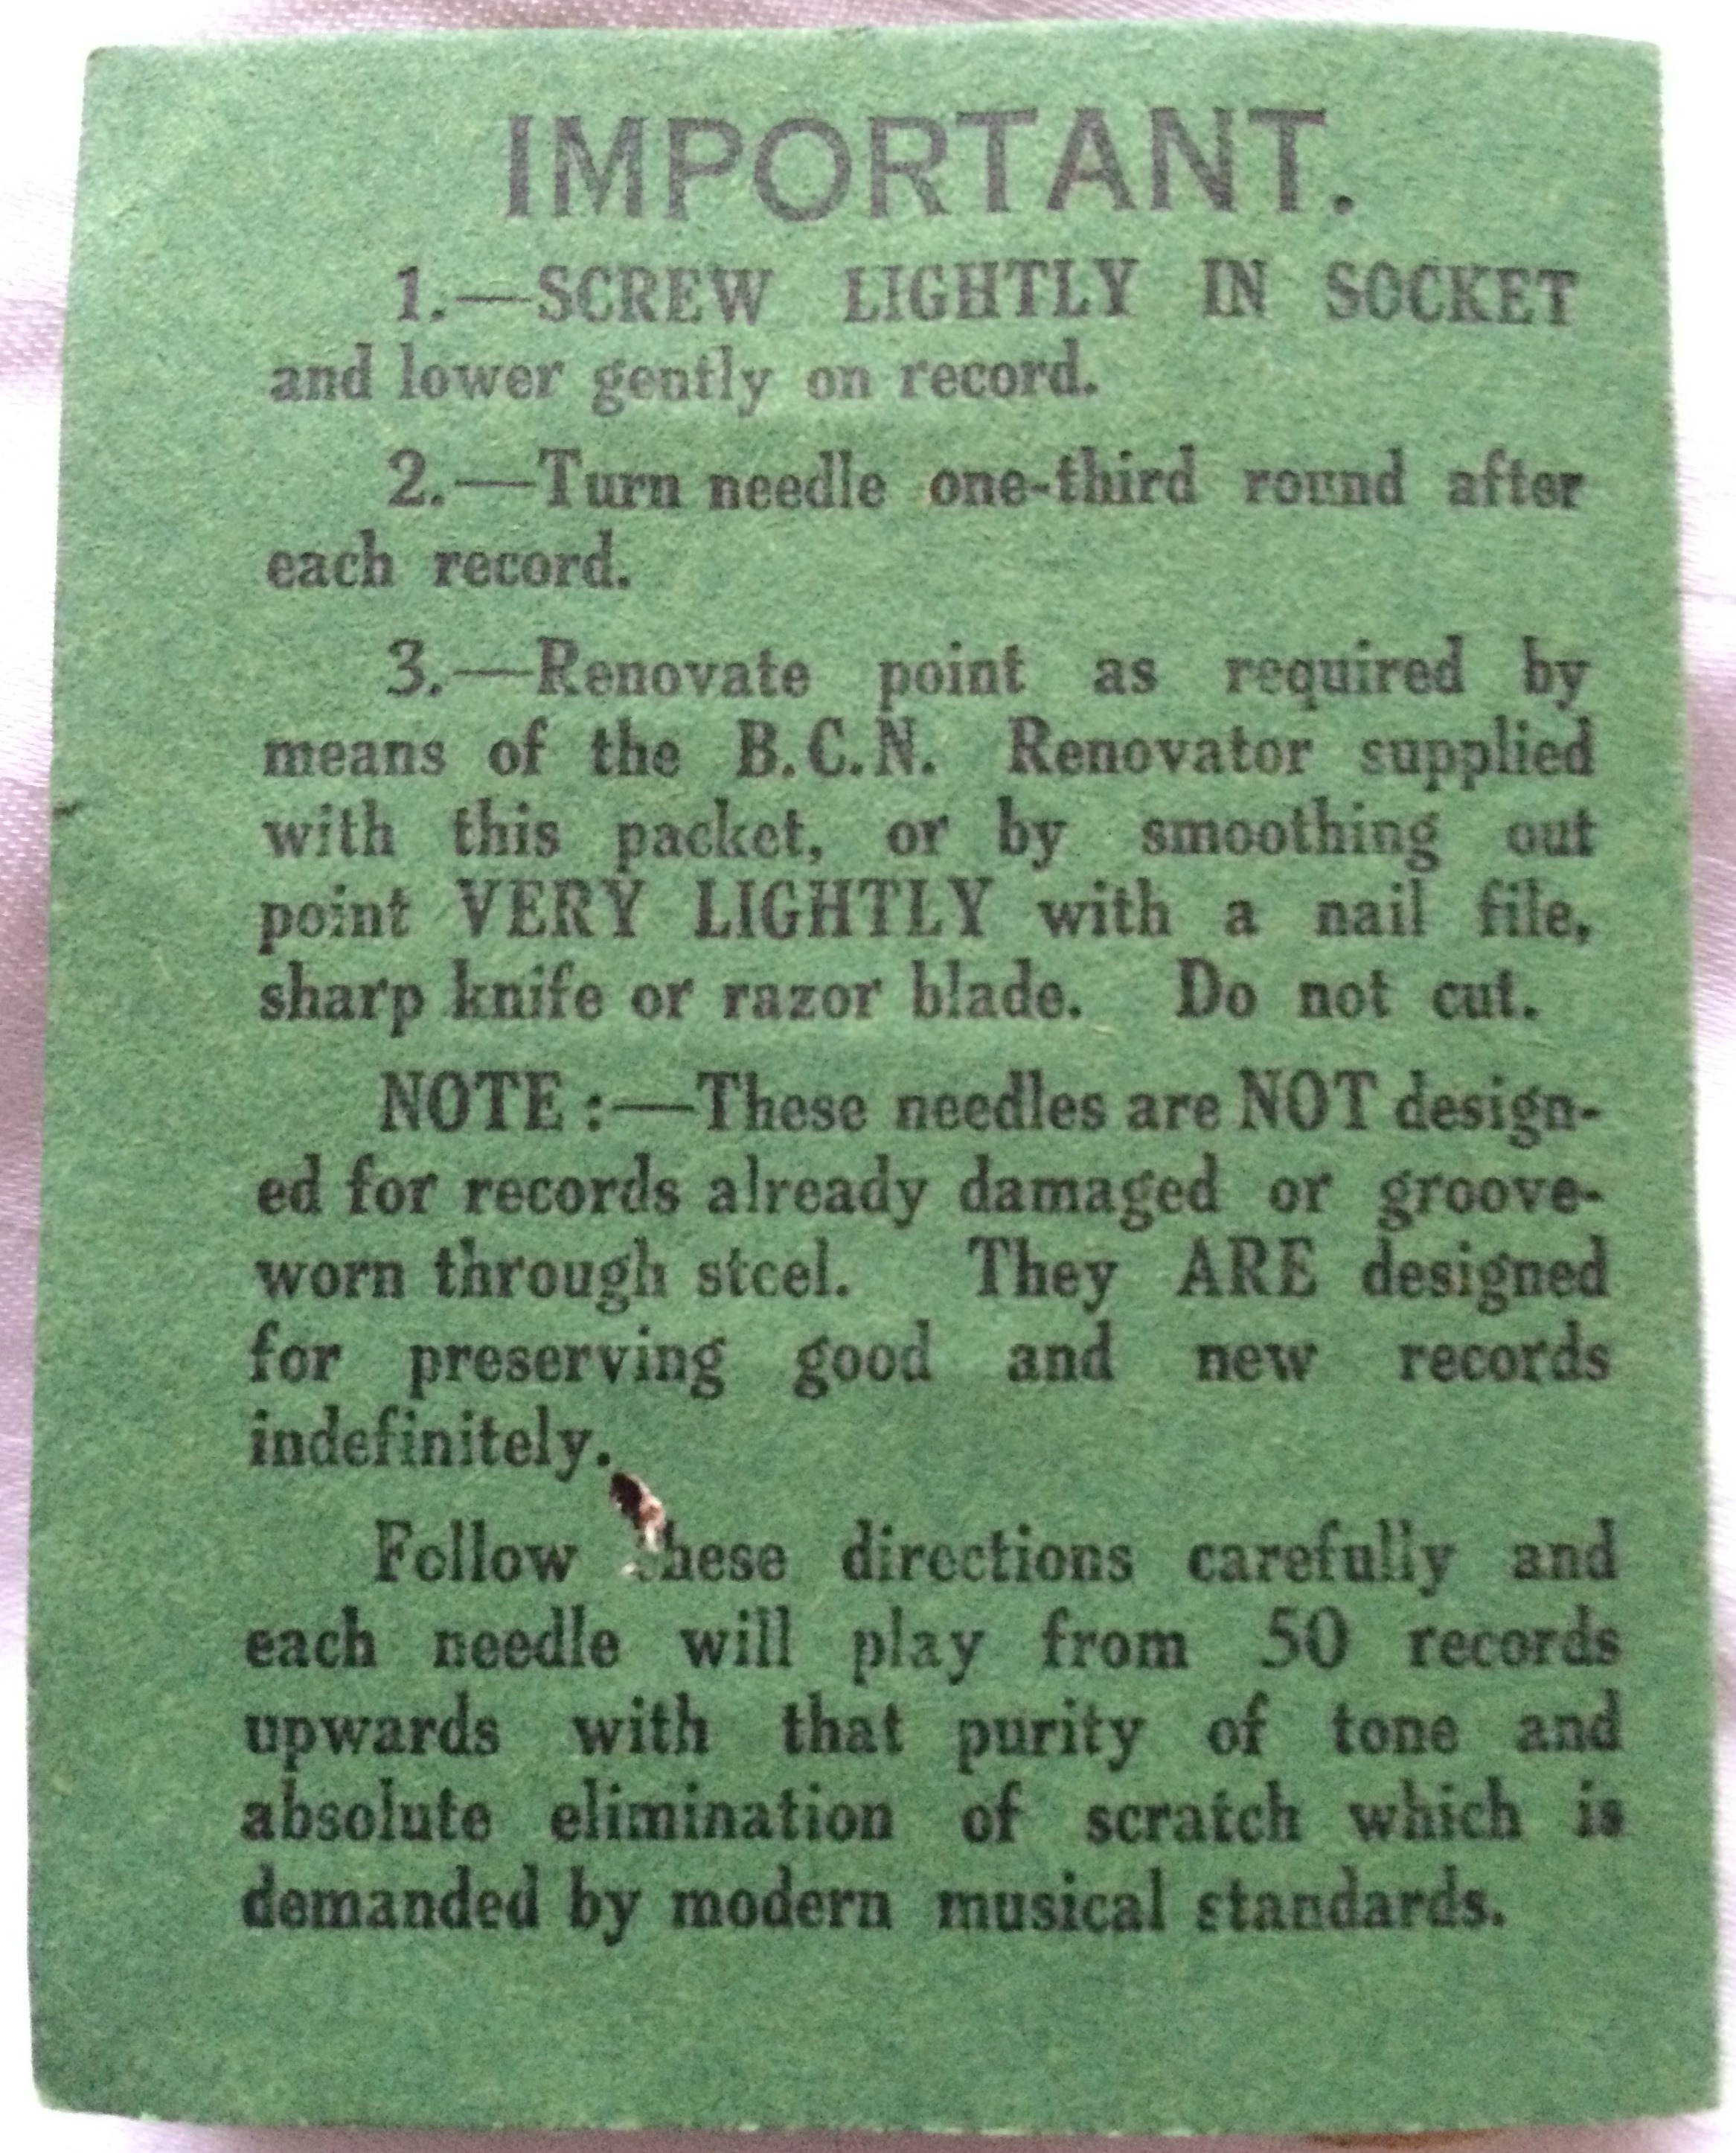 IMPORTANT.
1.—SCREW LIGHTLY IN SOCKET
and lower gently on record.
2.—Turn needle one-third round after
each record.
3.—Renovate point as required by
means of the B.C.N. Renovator supplied
with this packet, or by smoothing out
point VERY LIGHTLY with a nail file,
sharp knife or razor blade. Do not cut.
NOTE :—These needles are NOT design-
ed for records already damaged or groove-
worn through steel. They ARE designed
for preserving good and new records
indefinitely.
Follow these directions carefully and
each needle will play from 50 records
upwards with that purity of tone and
absolute elimination of scratch which is
demanded by modern musical standards.